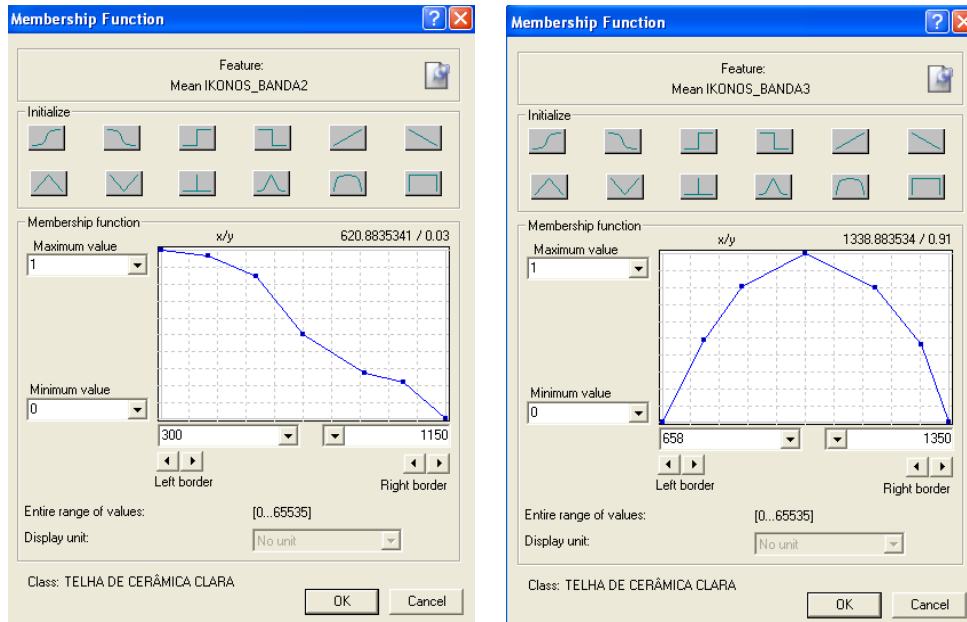 Membership Function
Feature:
Mean IKONOS_BANDA2
Initialize
Membership function
Maximum value
x/y
620.8835341 / 0.03
1
Minimum value
0
300
1150
Left border
Right border
Entire range of values:
[0...65535]
Display unit:
No unit
Class: TELHA DE CERÂMICA CLARA
OK
Cancel
Membership Function
Feature:
Mean IKONOS_BANDA3
Initialize
Membership function
Maximum value
x/y
1338.883534 / 0.91
1
Minimum value
0
658
1350
Left border
Right border
Entire range of values:
[0...65535]
Display unit:
No unit
Class: TELHA DE CERÂMICA CLARA
OK
Cancel